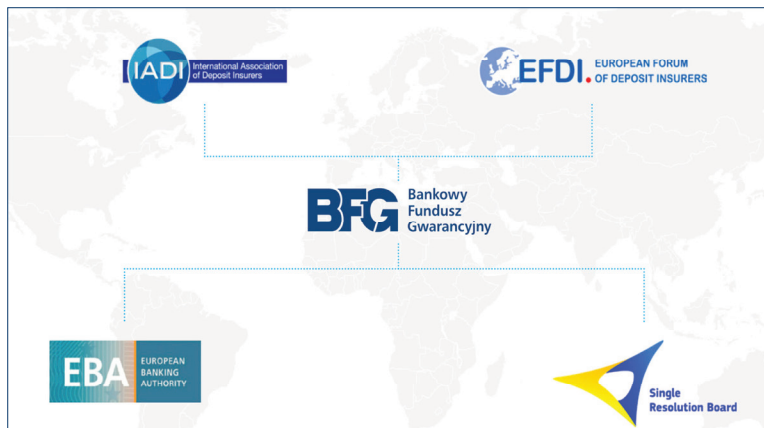 IADI
International Association
of Deposit Insurers
EFDI.
EUROPEAN FORUM
OF DEPOSIT INSURERS
BFG
Bankowy
Fundusz
Gwarancyjny
EBA
EUROPEAN
BANKING
AUTHORITY
Single
Resolution Board